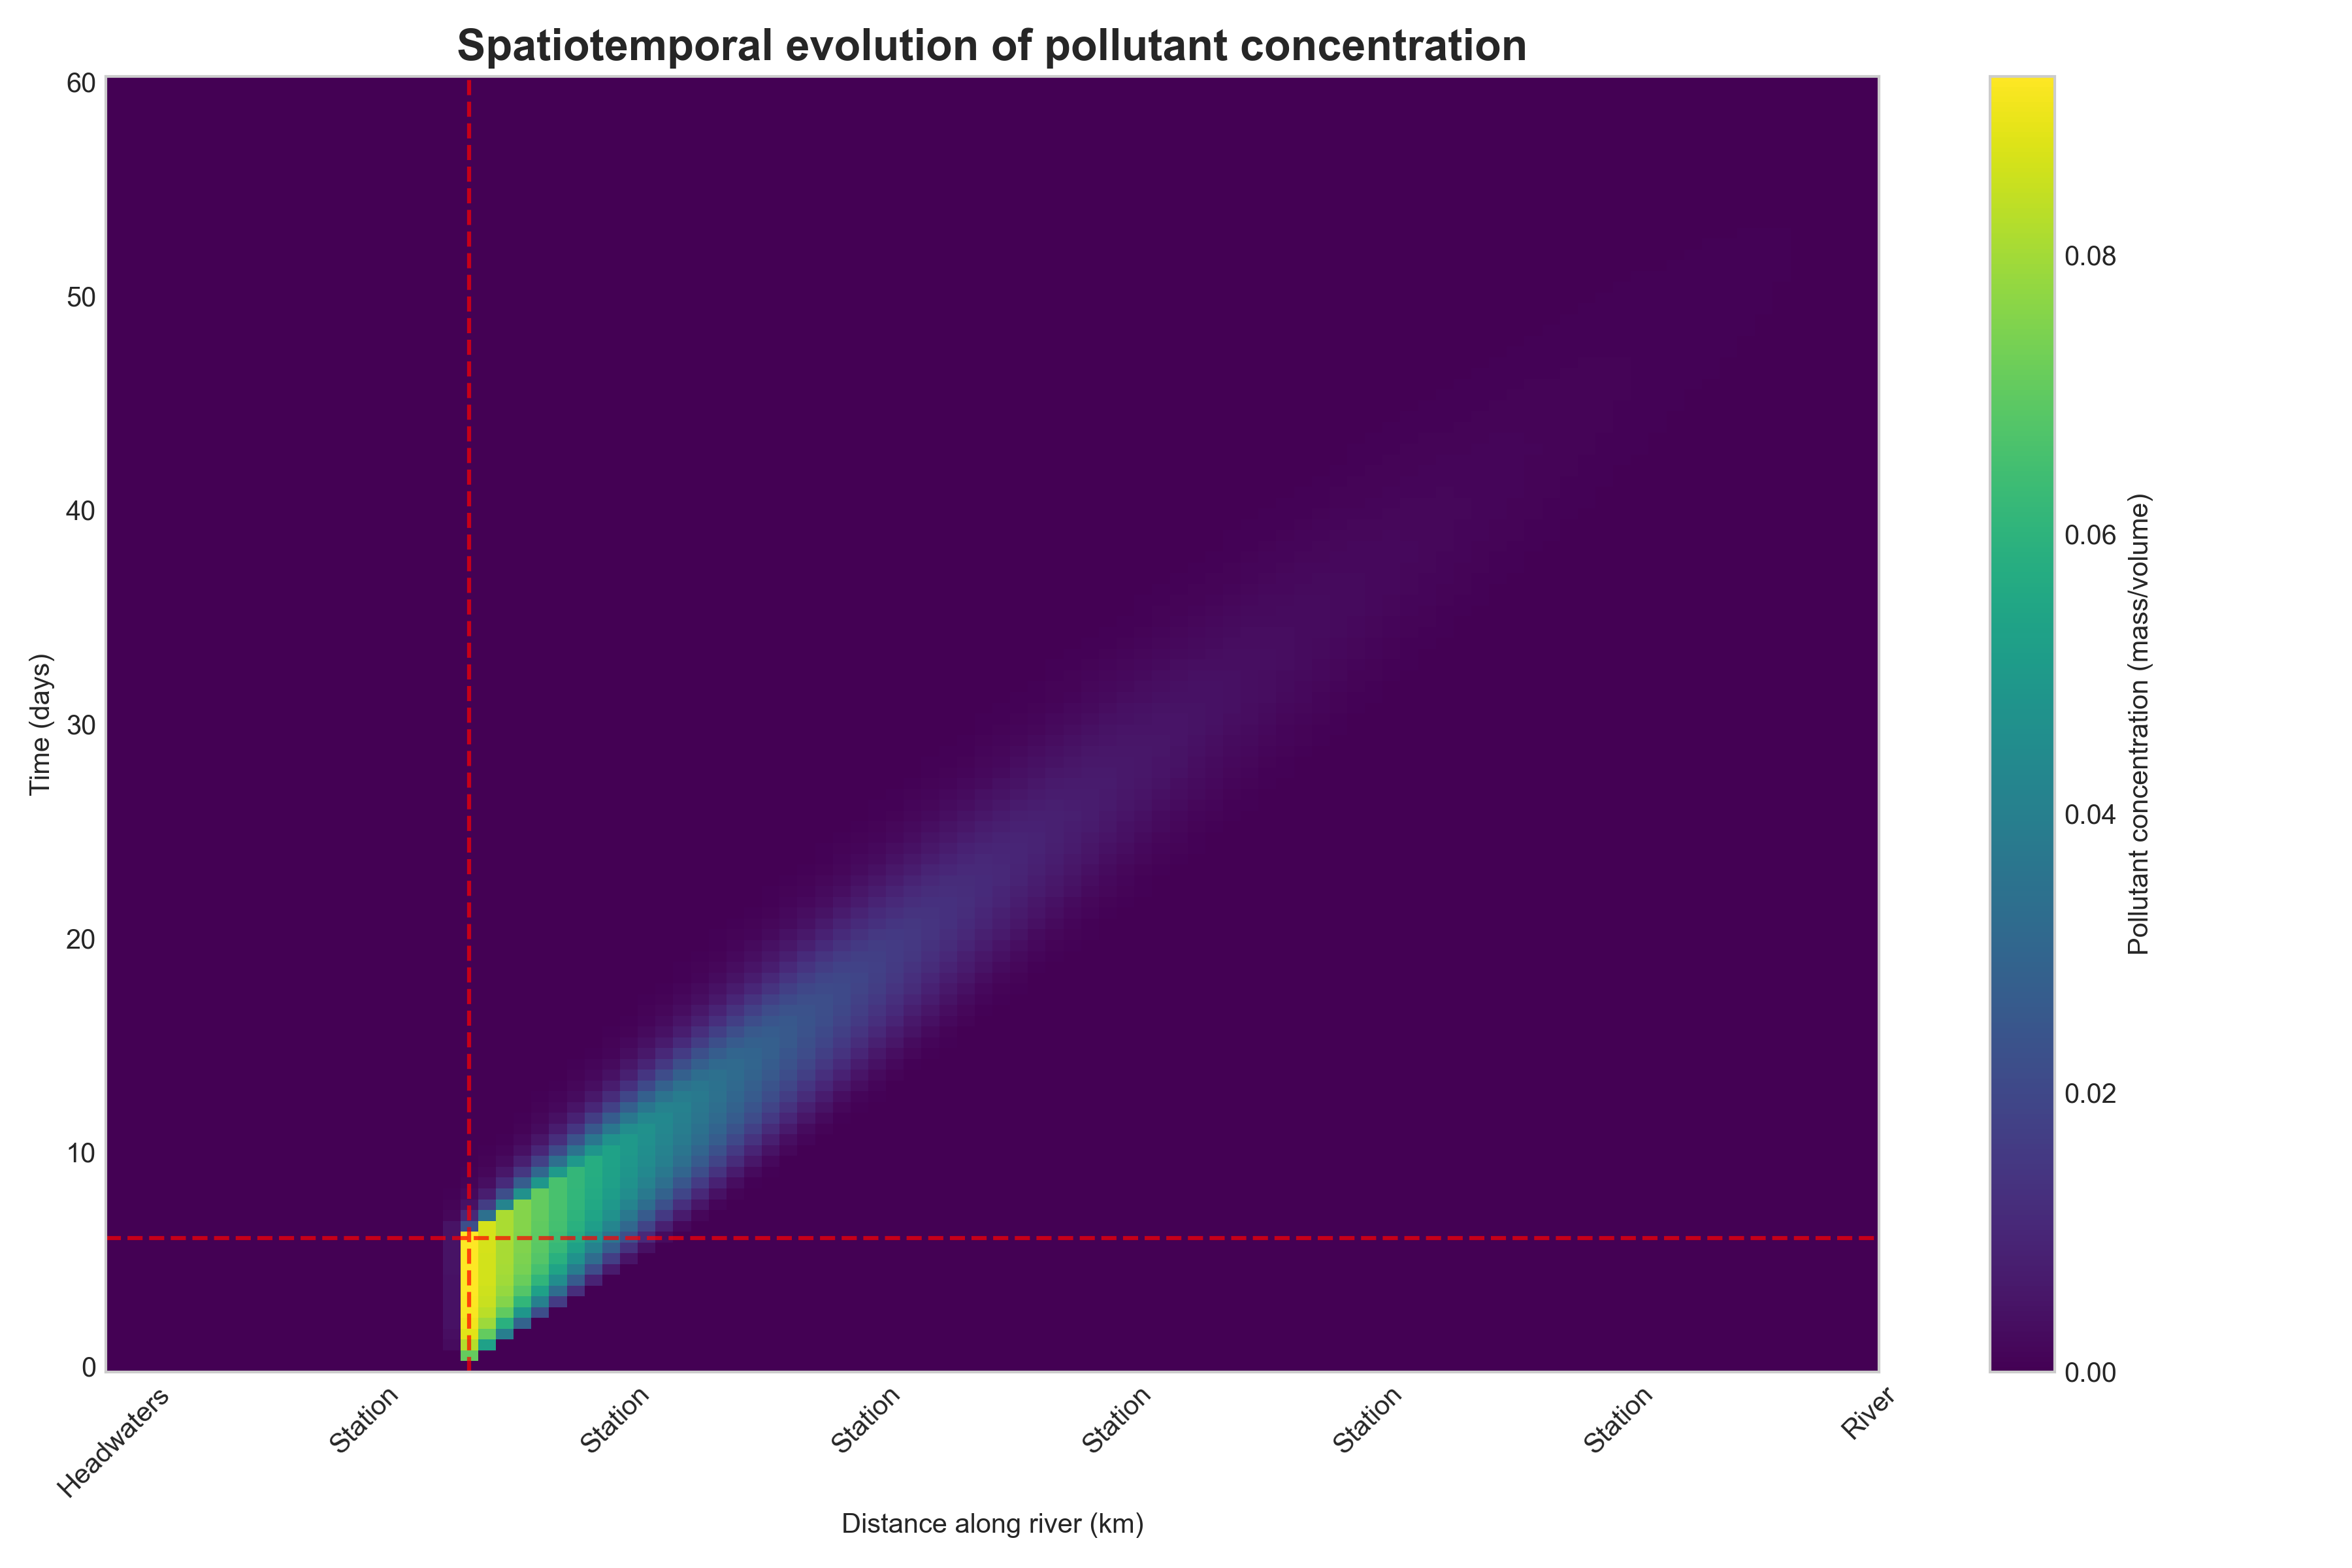 Spatiotemporal evolution of pollutant concentration
60
50
40
30
20
10
0
Time (days)
Headwaters
Station
Station
Station
Station
Station
Station
River
Distance along river (km)
0.08
0.06
0.04
0.02
0.00
Pollutant concentration (mass/volume)